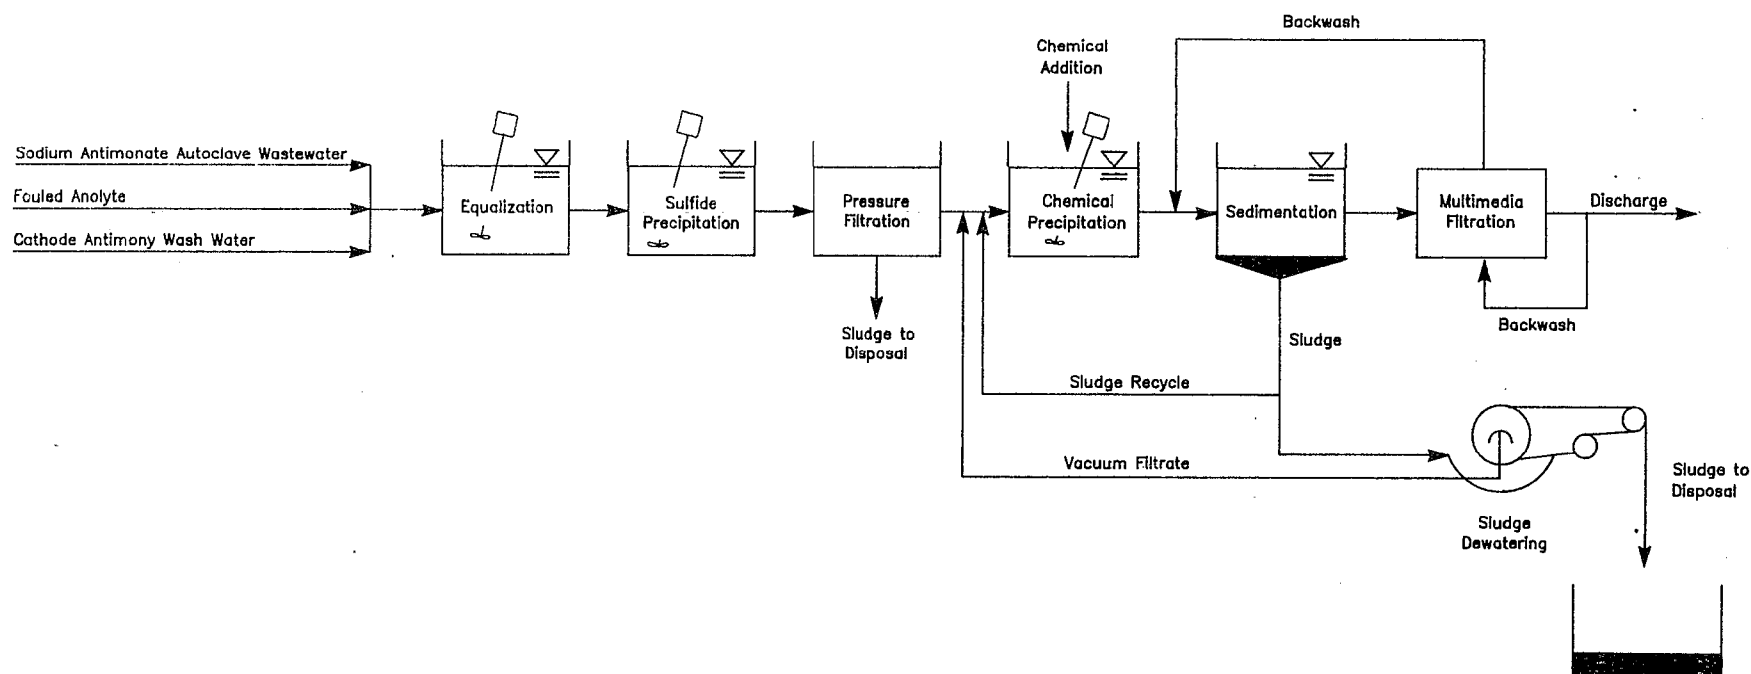 Backwash
Chemical
Addition
Sodium Antimonate Autoclave Wastewater
Fouled Anolyte
Cathode Antimony Wash Water
Equalization
Sulfide
Precipitation
Pressure
Filtration
Chemical
Precipitation
Sedimentation
Multimedia
Filtration
Discharge
Backwash
Sludge to
Disposal
Sludge
Sludge Recycle
Vacuum Filtrate
Sludge to
Disposal
Sludge
Dewatering